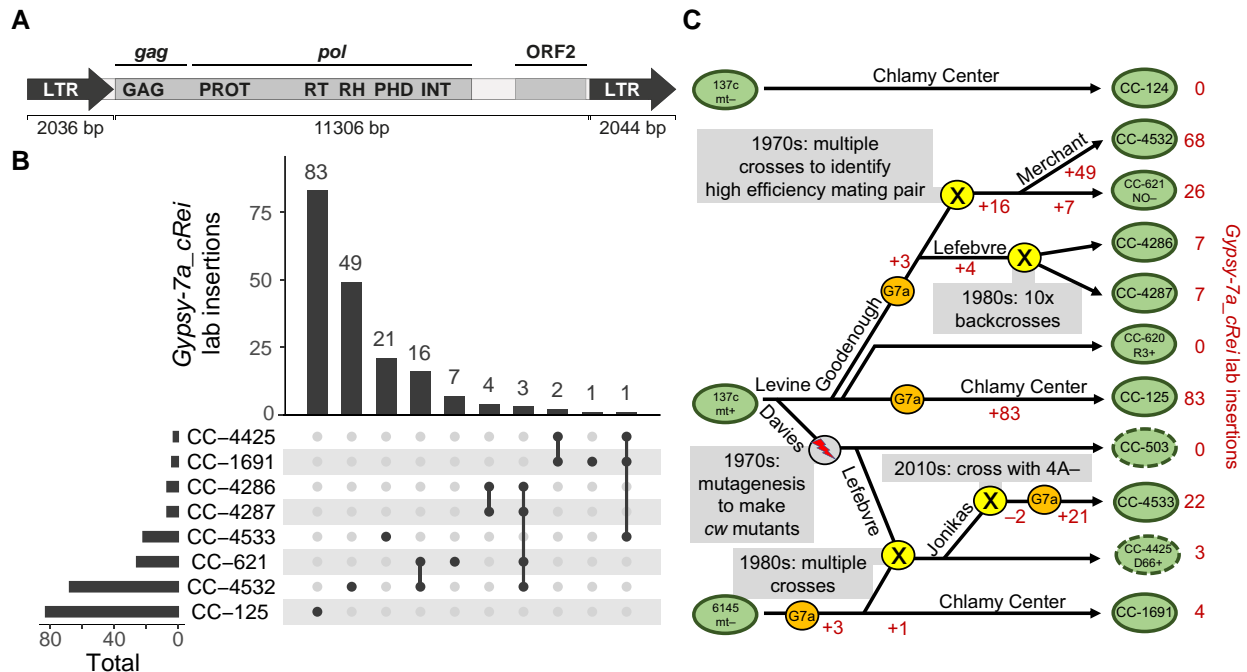 A
gag
pol
ORF2
LTR
GAG
PROT
RT
RH
PHD
INT
LTR
2036 bp
11306 bp
2044 bp
B
Gypsy-7a_cRei
lab insertions
75
50
25
0
83
49
21
16
7
4
3
2
1
1
CC–4425
CC–1691
CC–4286
CC–4287
CC–4533
CC–621
CC–4532
CC–125
80
40
0
Total
C
137c
mt–
Chlamy Center
CC-124
0
1970s: multiple
crosses to identify
high efficiency mating pair
X
+16
Merchant
+49
+7
CC-4532
68
CC-621
NO–
26
+3
Lefebvre
+4
X
1980s: 10x
backcrosses
CC-4286
7
CC-4287
7
G7a
Goodenough
CC-620
R3+
0
137c
mt+
Levine
G7a
Chlamy Center
+83
CC-125
83
Davies
1970s:
mutagenesis
to make
cw mutants
CC-503
0
Lefebvre
2010s: cross with 4A–
X
–2
G7a
+21
CC-4533
22
Jonikas
1980s: multiple
crosses
X
CC-4425
D66+
3
6145
mt–
G7a
+3
+1
Chlamy Center
CC-1691
4
Gypsy-7a_cRei lab insertions